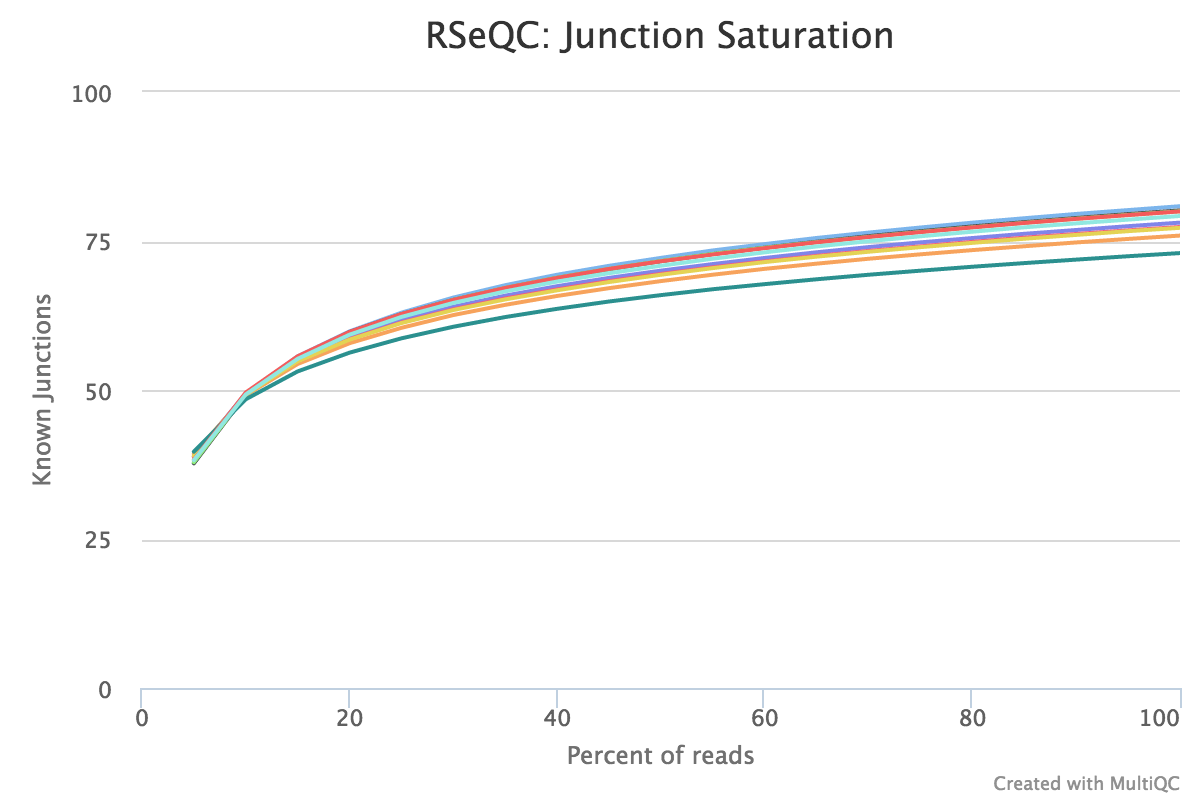 RSeQC: Junction Saturation
100
75
50
25
0
Known Junctions
0 20 40 60 80 100
Percent of reads
Created with MultiQC